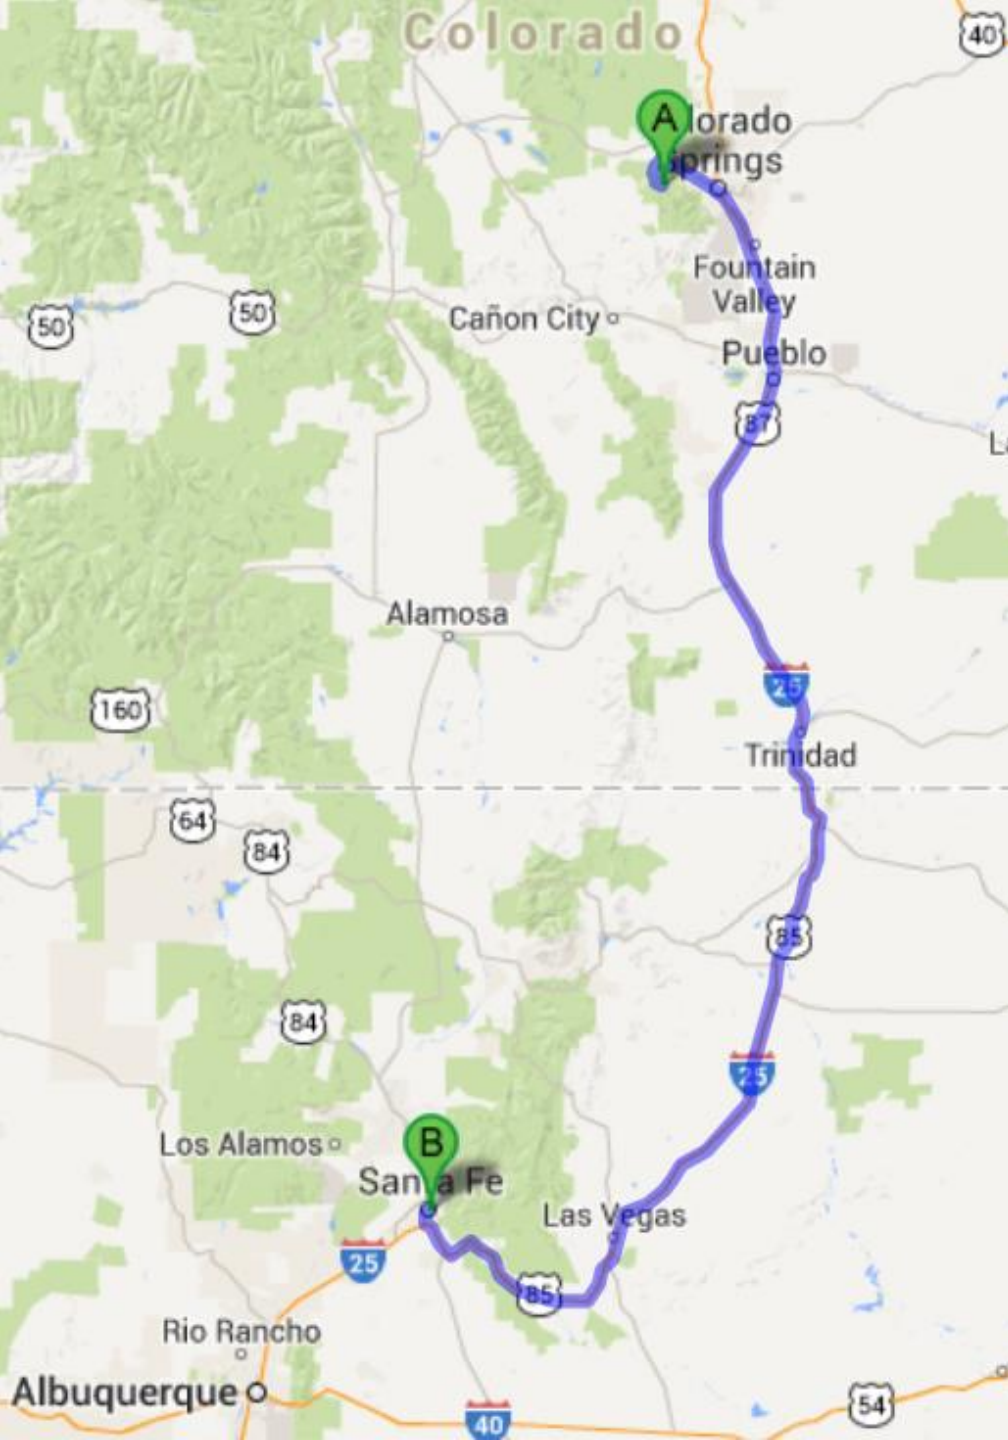 Colorado
40
A
lorado
Springs
Fountain
Valley
50
50
Cañon City
Pueblo
87
Alamosa
25
160
Trinidad
64
84
85
84
25
B
Los Alamos
Santa Fe
Las Vegas
25
85
Rio Rancho
Albuquerque
54
40